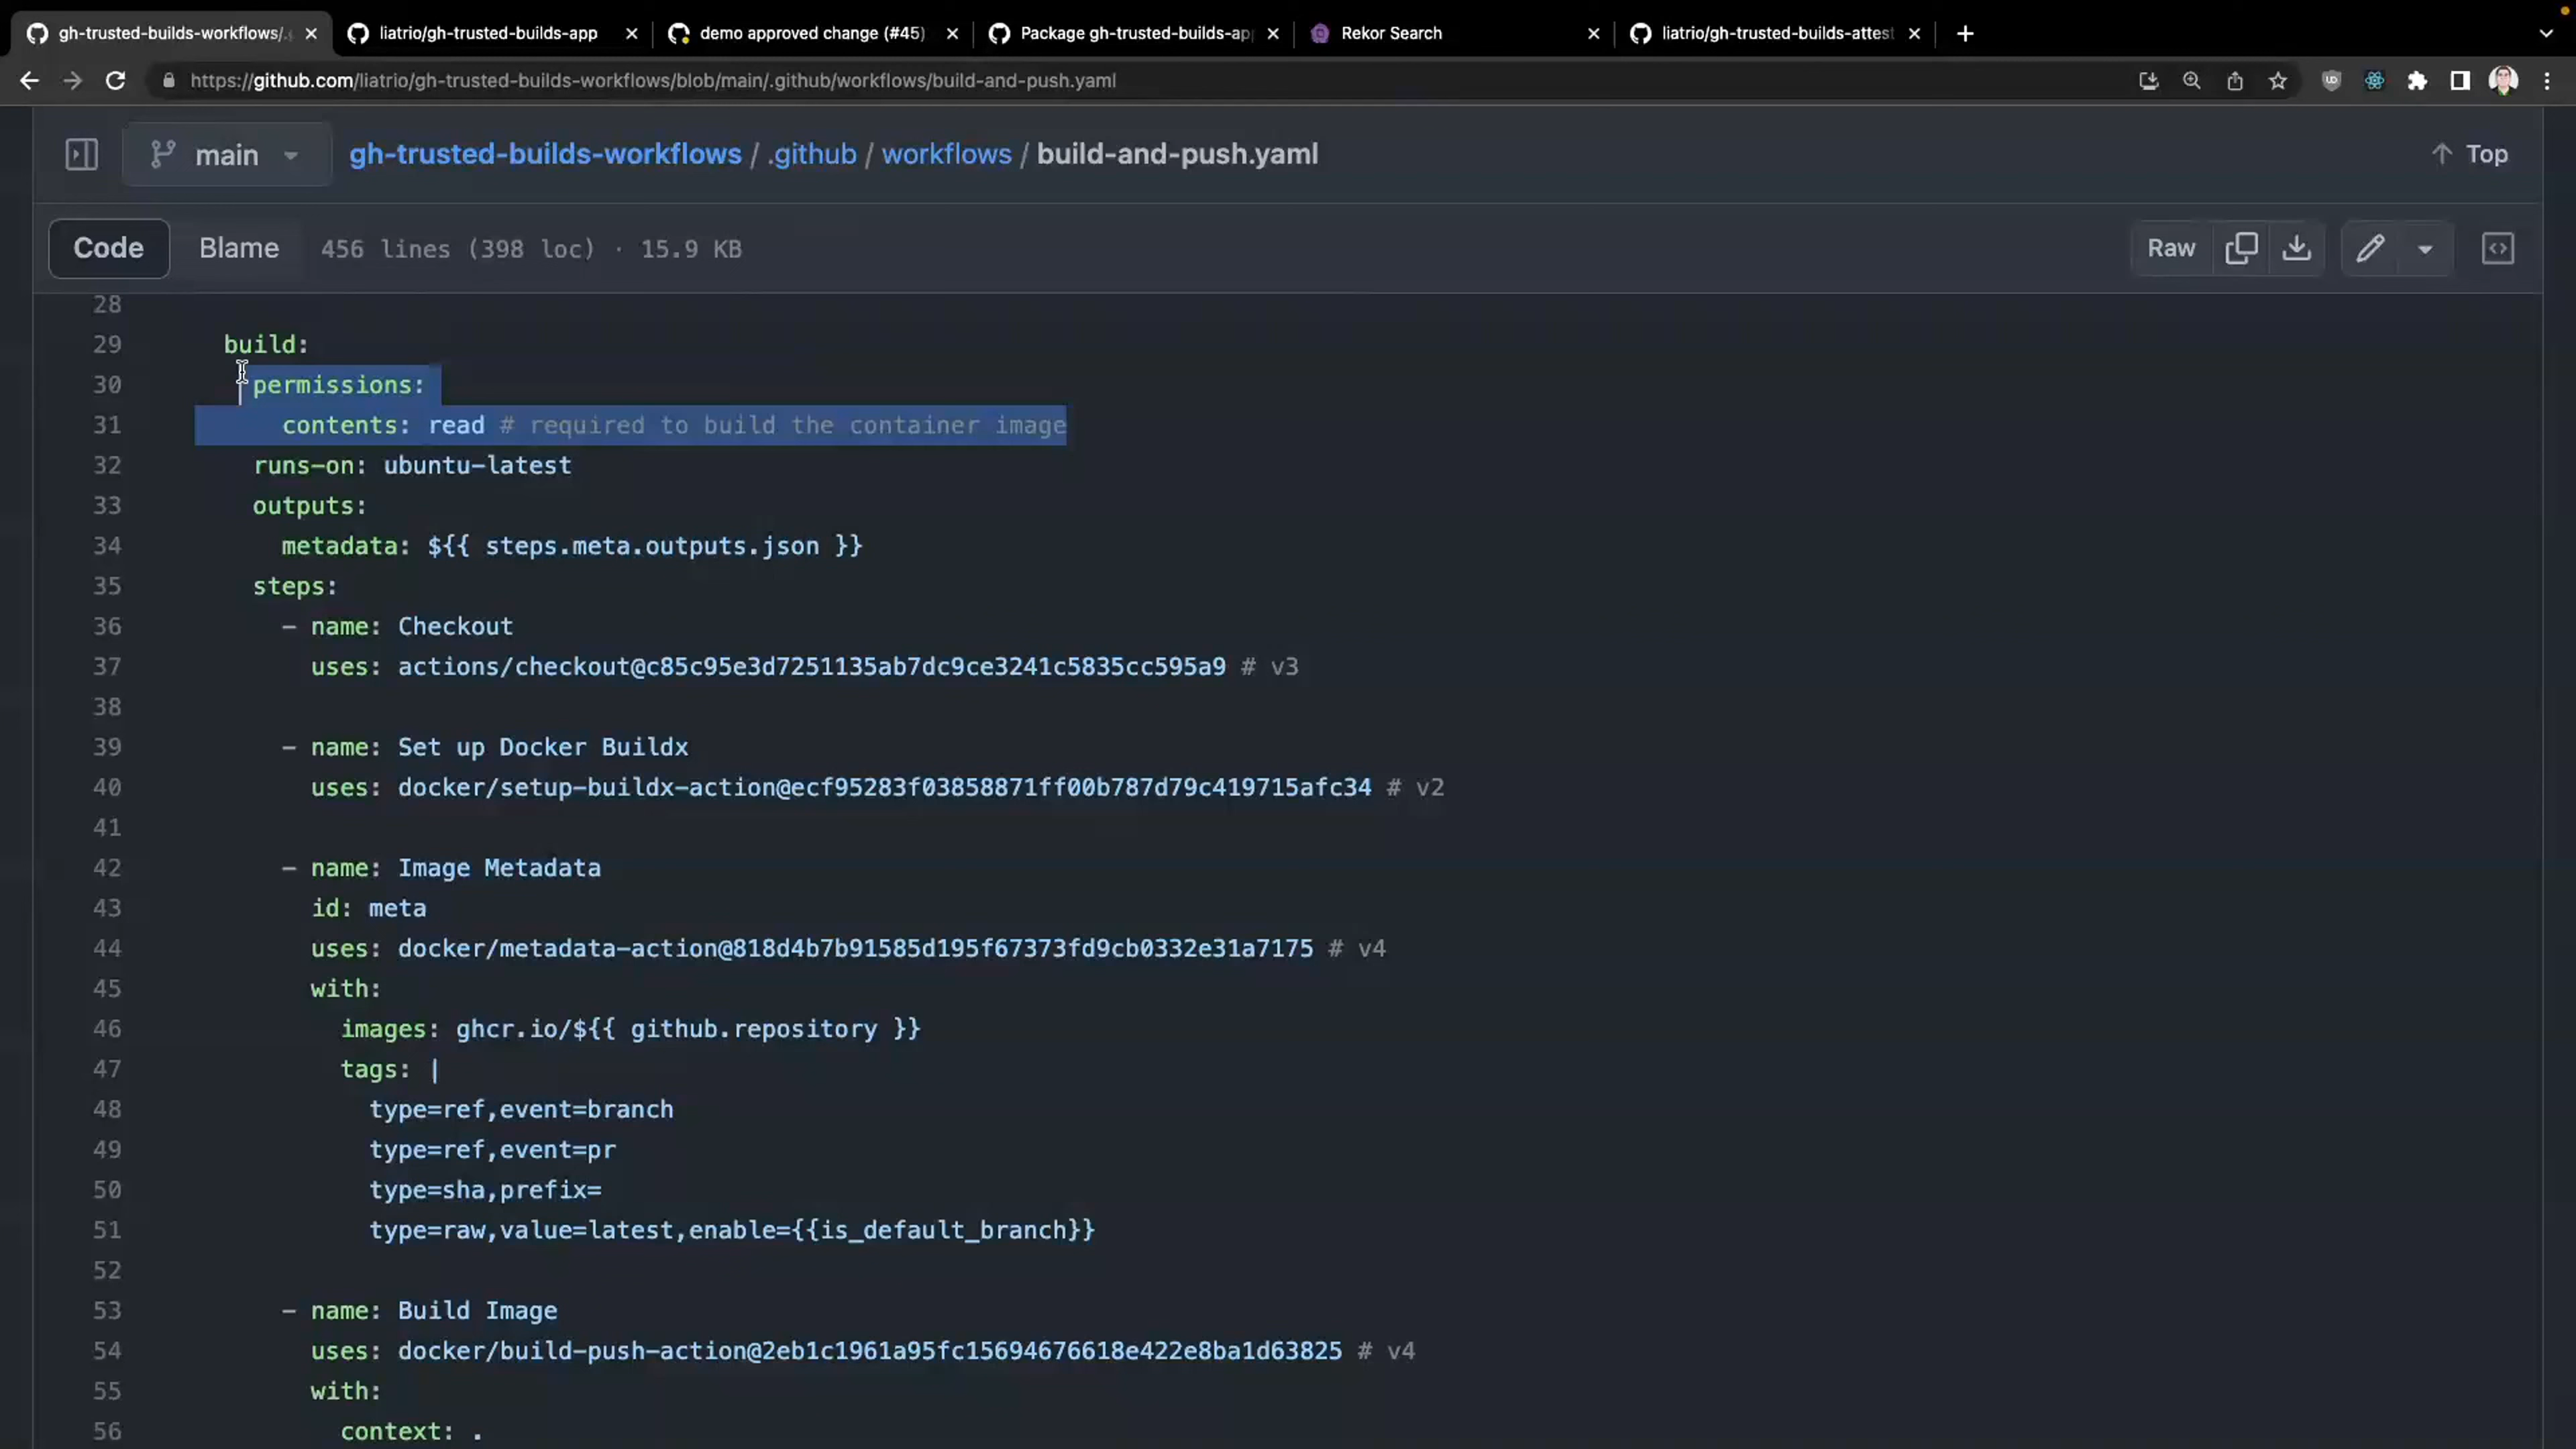 gh-trusted-builds-workflows/.g
liatrio/gh-trusted-builds-app
demo approved change (#45)
Package gh-trusted-builds-ap
Rekor Search
liatrio/gh-trusted-builds-attest
https://github.com/liatrio/gh-trusted-builds-workflows/blob/main/.github/workflows/build-and-push.yaml
main
gh-trusted-builds-workflows / .github / workflows / build-and-push.yaml
Top
Code
Blame
456 lines (398 loc) · 15.9 KB
Raw
28
29 build:
30 permissions:
31 contents: read # required to build the container image
32 runs-on: ubuntu-latest
33 outputs:
34 metadata: ${{ steps.meta.outputs.json }}
35 steps:
36 - name: Checkout
37 uses: actions/checkout@c85c95e3d7251135ab7dc9ce3241c5835cc595a9 # v3
38
39 - name: Set up Docker Buildx
40 uses: docker/setup-buildx-action@ecf95283f03858871ff00b787d79c419715afc34 # v2
41
42 - name: Image Metadata
43 id: meta
44 uses: docker/metadata-action@818d4b7b91585d195f67373fd9cb0332e31a7175 # v4
45 with:
46 images: ghcr.io/${{ github.repository }}
47 tags: |
48 type=ref,event=branch
49 type=ref,event=pr
50 type=sha,prefix=
51 type=raw,value=latest,enable={{is_default_branch}}
52
53 - name: Build Image
54 uses: docker/build-push-action@2eb1c1961a95fc15694676618e422e8ba1d63825 # v4
55 with:
56 context: .